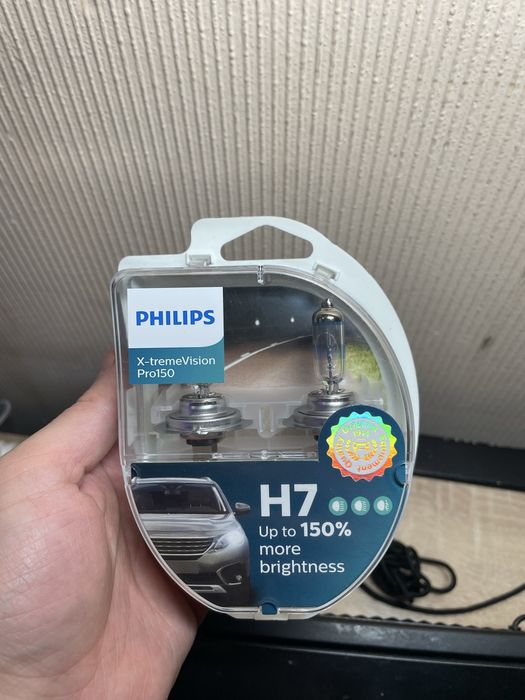 PHILIPS
X-tremeVision
Pro150
H7
Up to 150%
more
brightness